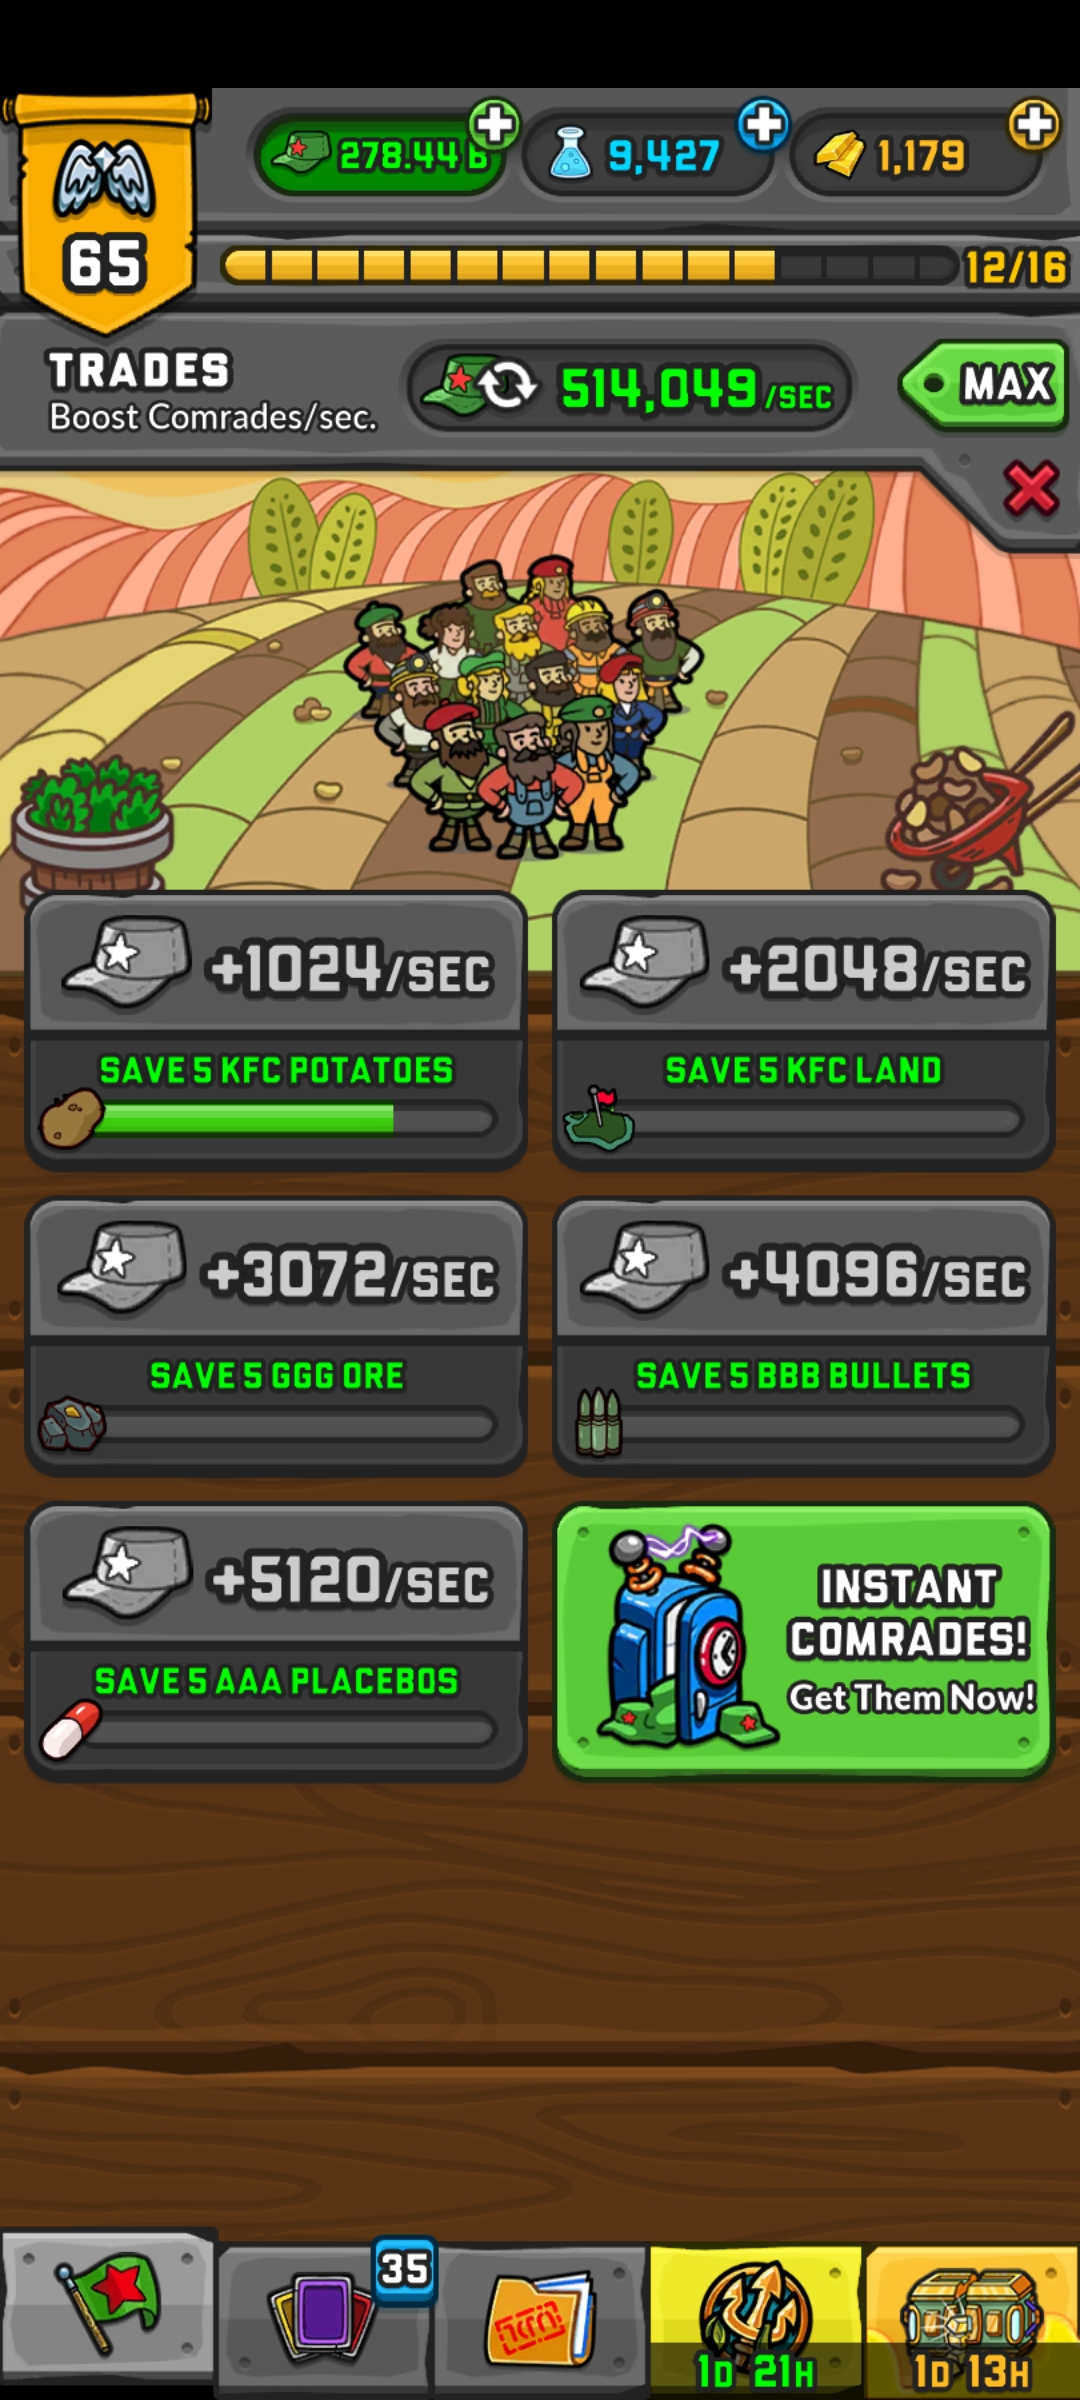 278.44 B
9,427
1,179
65
12/16
TRADES
Boost Comrades/sec.
514,049/SEC
MAX
+1024/SEC
+2048/SEC
SAVE 5 KFC POTATOES
SAVE 5 KFC LAND
+3072/SEC
+4096/SEC
SAVE 5 GGG ORE
SAVE 5 BBB BULLETS
+5120/SEC
INSTANT
COMRADES!
Get Them Now!
SAVE 5 AAA PLACEBOS
35
1D 21H
1D 13H